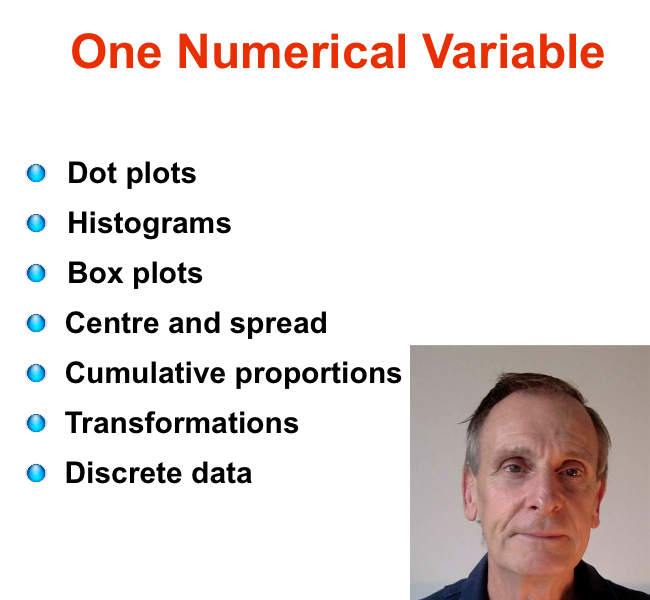 One Numerical Variable
Dot plots
Histograms
Box plots
Centre and spread
Cumulative proportions
Transformations
Discrete data